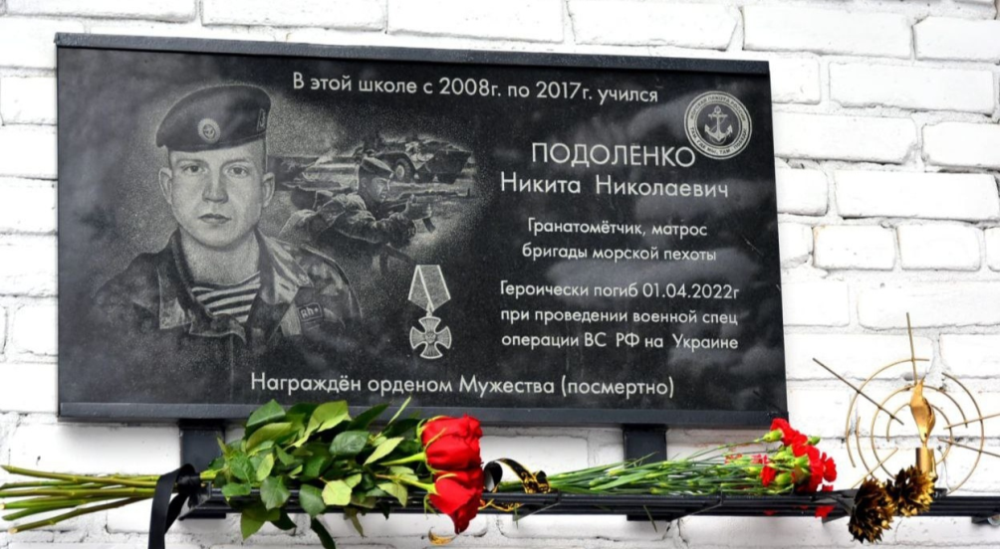 В этой школе с 2008г. по 2017г. учился
ПОДОЛЕНКО
Никита Николаевич
Гранатомётчик, матрос
бригады морской пехоты
Героически погиб 01.04.2022г
при проведении военной спец
операции ВС РФ на Украине
Награждён орденом Мужества (посмертно)